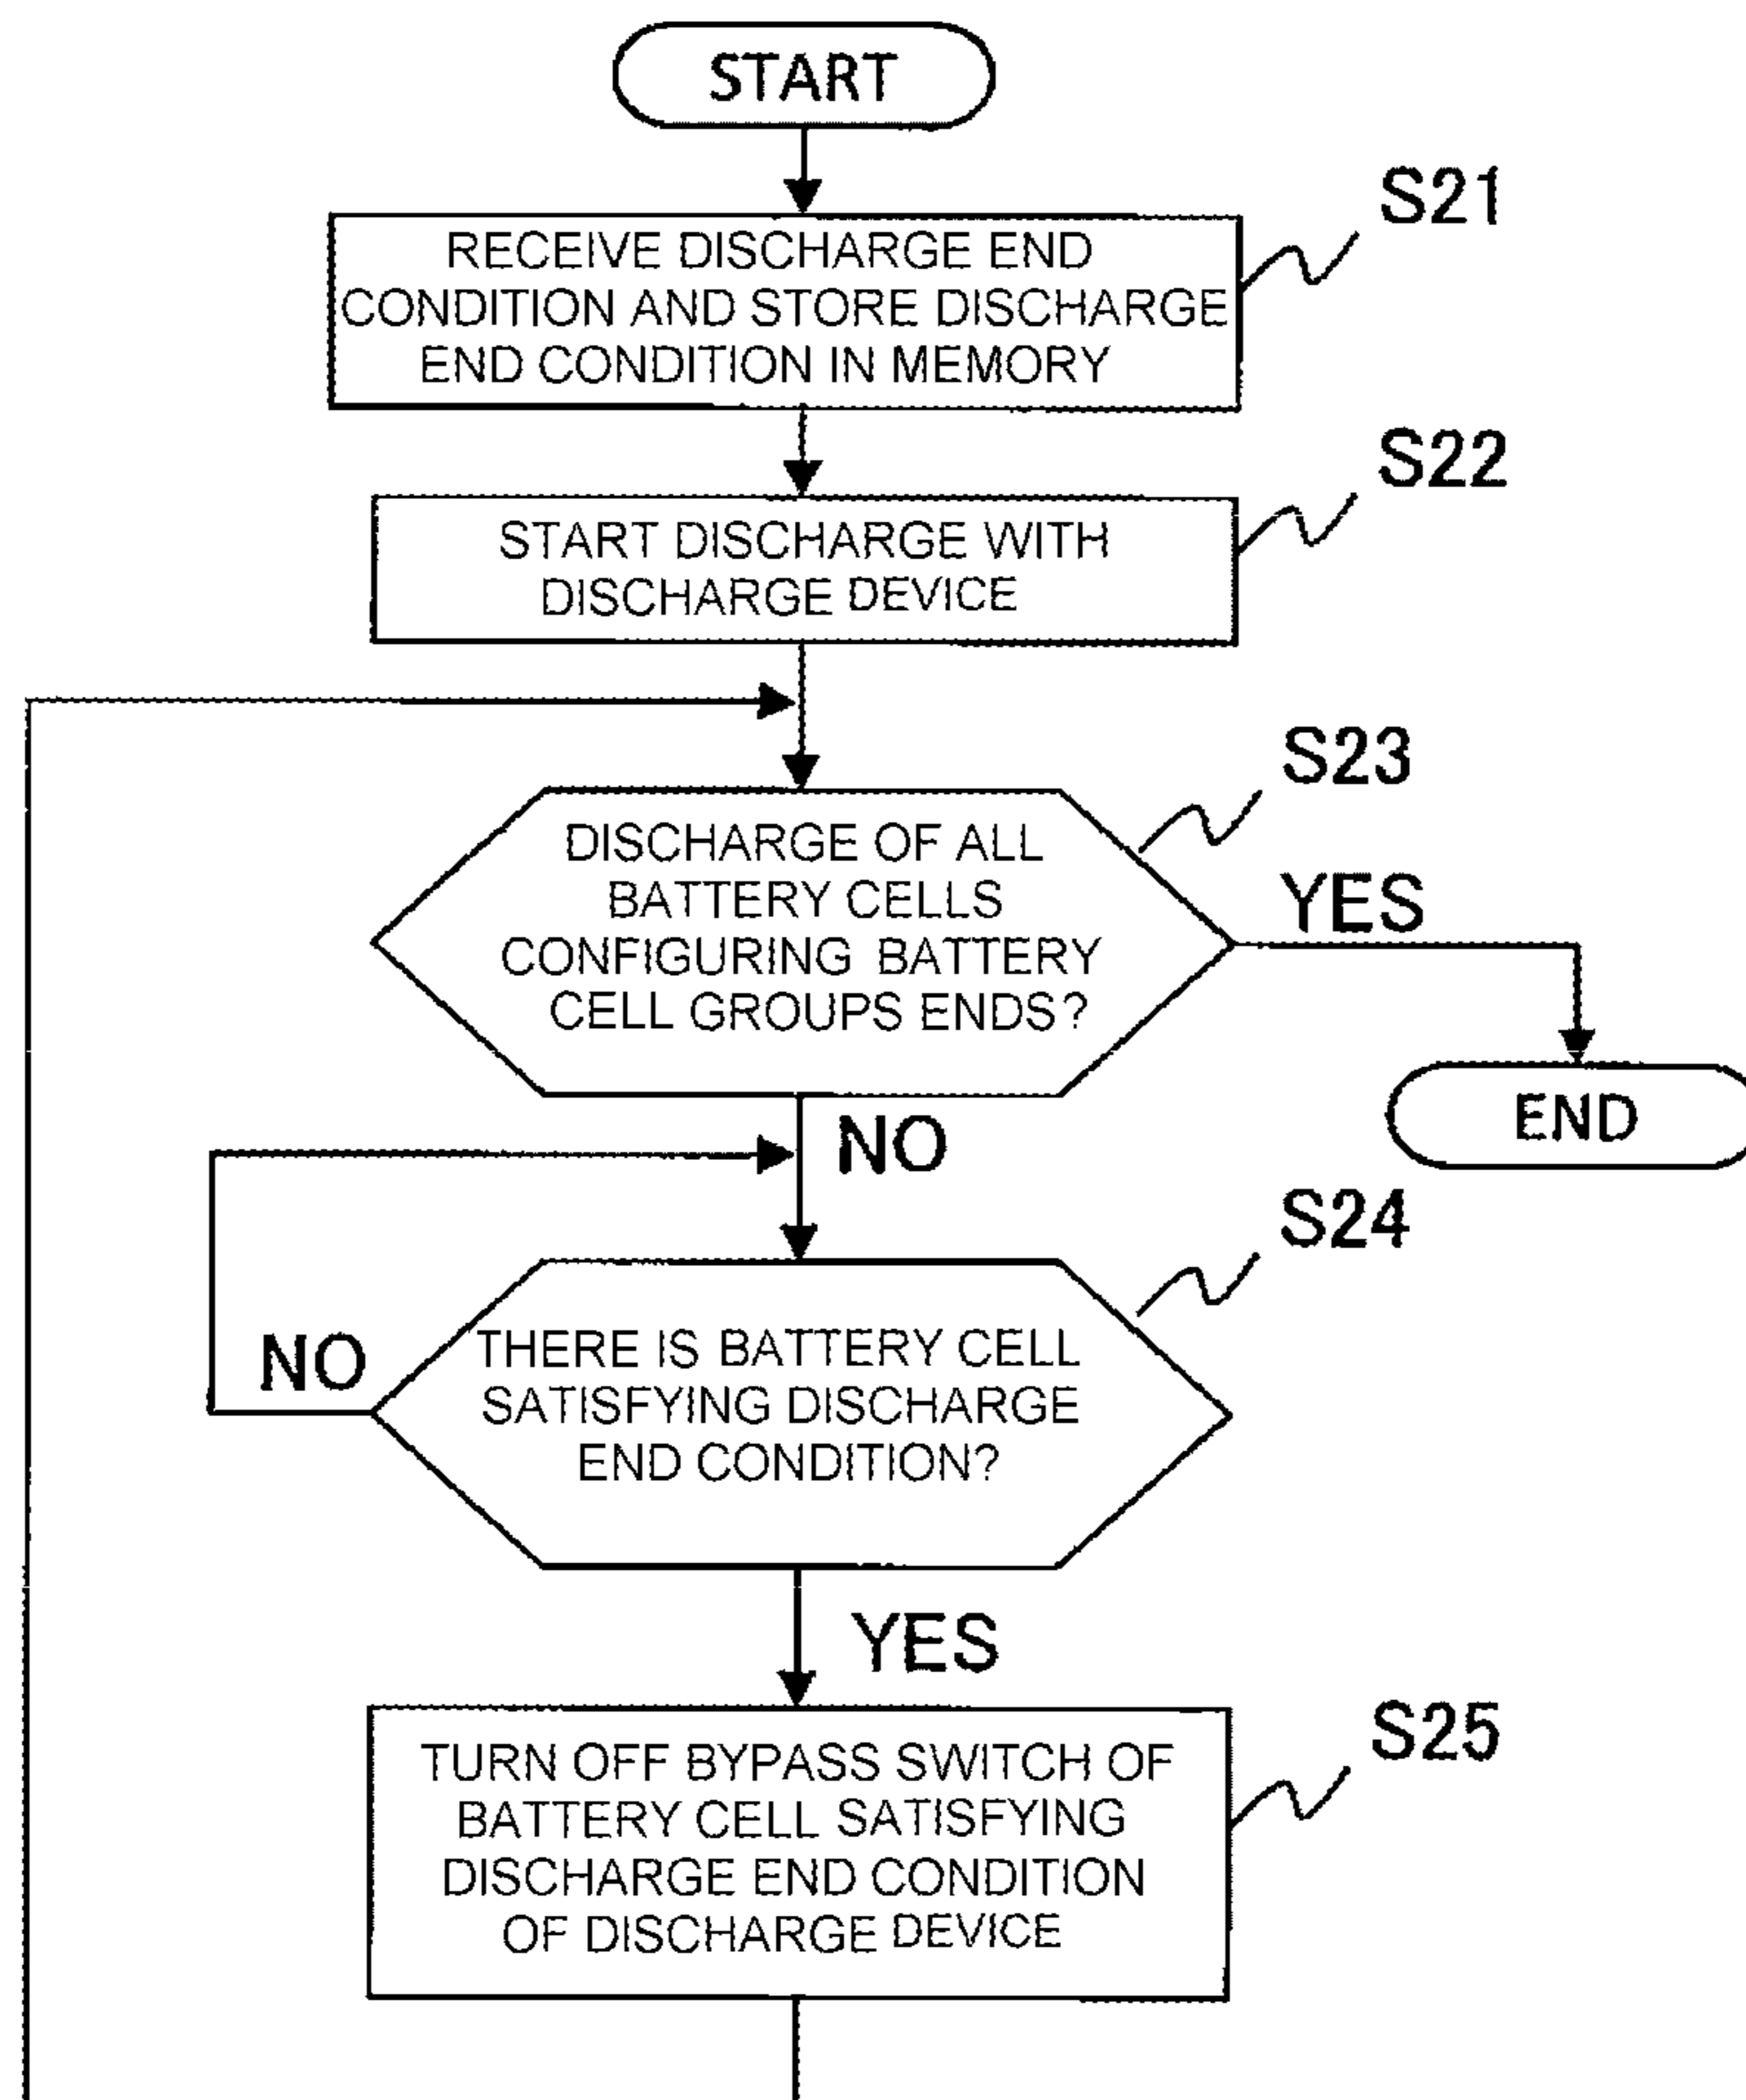 START
S21
RECEIVE DISCHARGE END
CONDITION AND STORE DISCHARGE
END CONDITION IN MEMORY
S22
START DISCHARGE WITH
DISCHARGE DEVICE
S23
DISCHARGE OF ALL
BATTERY CELLS
CONFIGURING BATTERY
CELL GROUPS ENDS?
YES
END
NO
S24
THERE IS BATTERY CELL
SATISFYING DISCHARGE
END CONDITION?
NO
YES
S25
TURN OFF BYPASS SWITCH OF
BATTERY CELL SATISFYING
DISCHARGE END CONDITION
OF DISCHARGE DEVICE